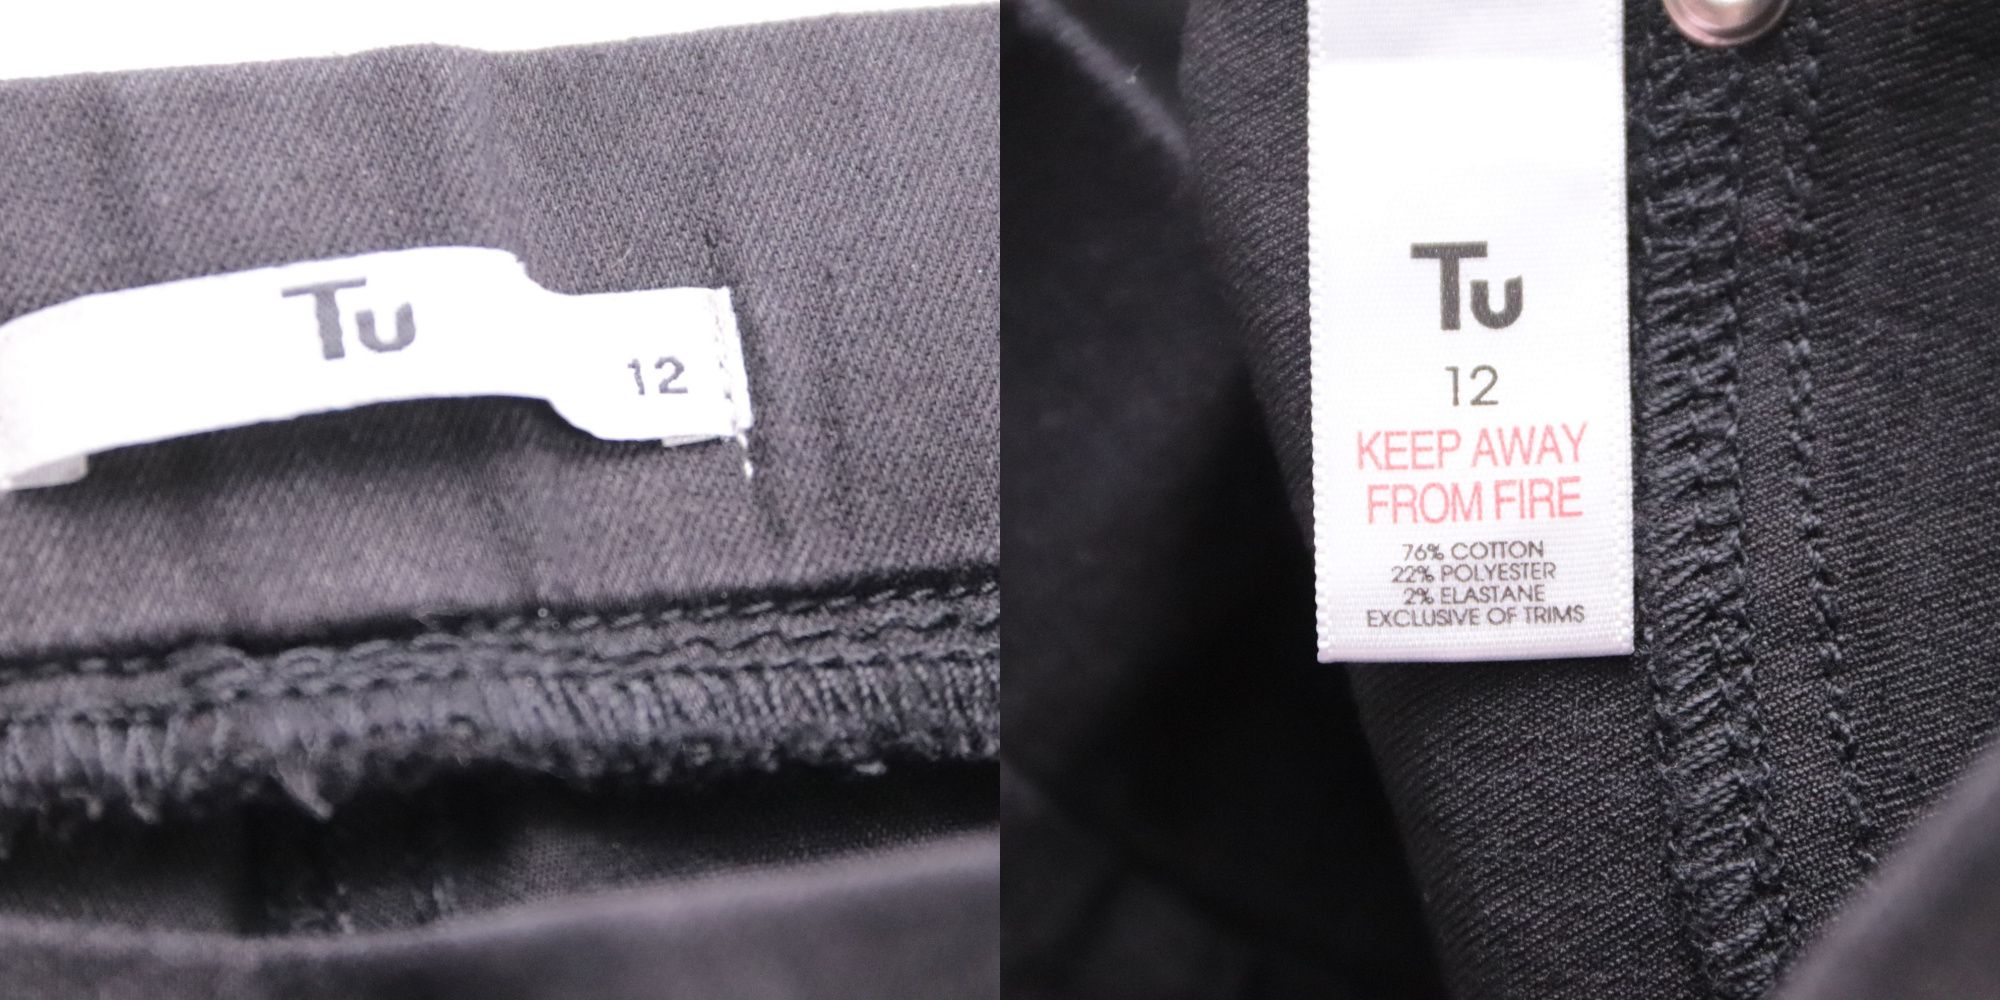 Tu
12
Tu
12
KEEP AWAY
FROM FIRE
76% COTTON
22% POLYESTER
2% ELASTANE
EXCLUSIVE OF TRIMS